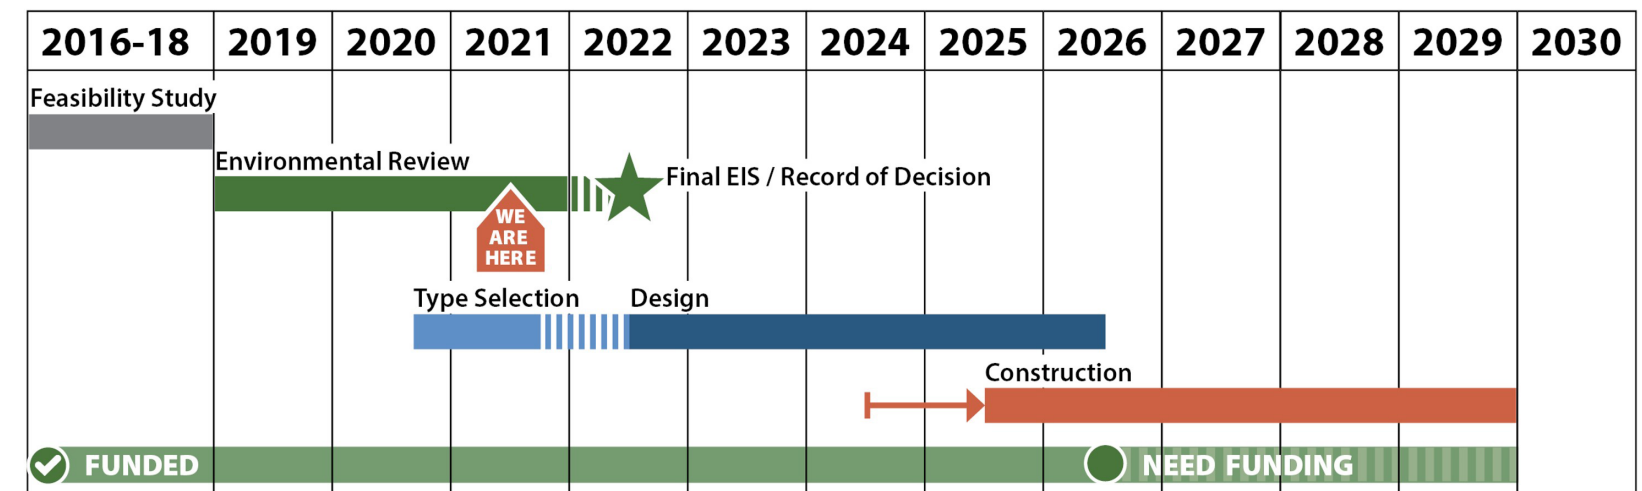 2016-18 2019 2020 2021 2022 2023 2024 2025 2026 2027 2028 2029 2030
Feasibility Study
Environmental Review
Final EIS / Record of Decision
WE
ARE
HERE
Type Selection Design
Construction
FUNDED NEED FUNDING